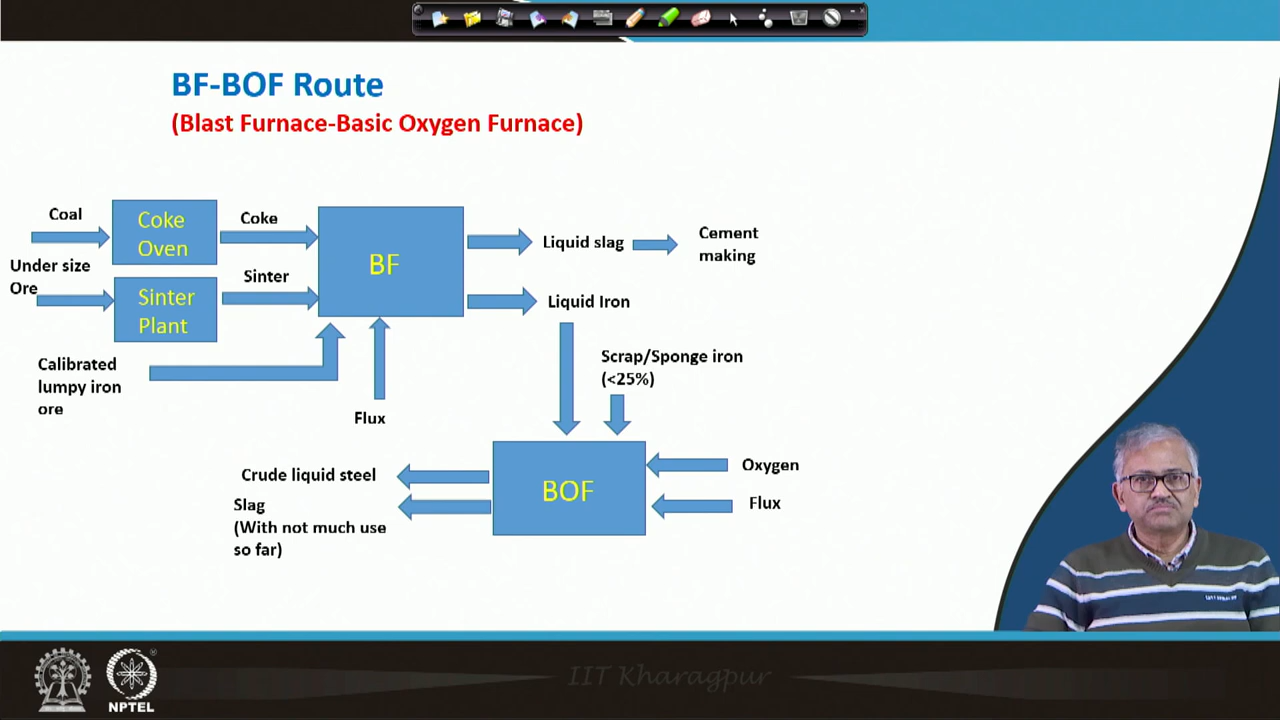 BF-BOF Route
(Blast Furnace-Basic Oxygen Furnace)
Coal
Coke
Oven
Coke
BF
Liquid slag
Cement
making
Under size
Ore
Sinter
Plant
Sinter
Liquid Iron
Calibrated
lumpy iron
ore
Flux
Scrap/Sponge iron
(<25%)
Crude liquid steel
Slag
(With not much use
so far)
BOF
Oxygen
Flux
NPTEL
IIT Kharagpur